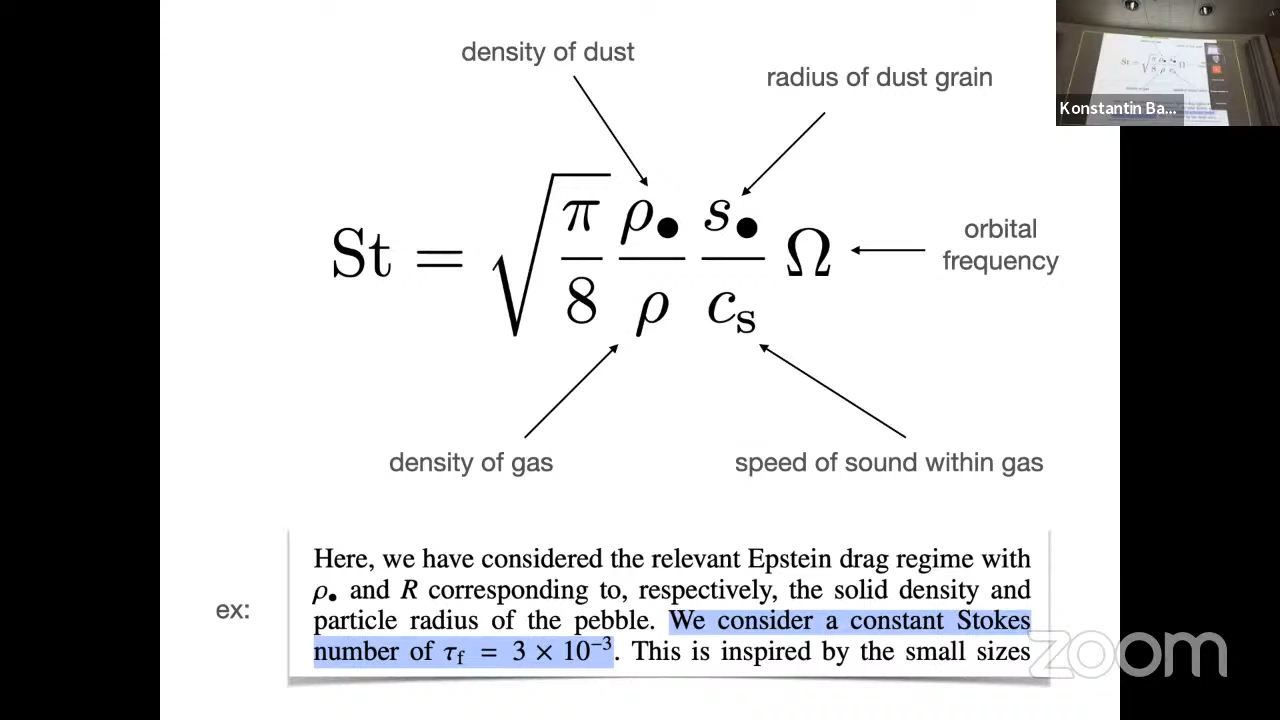 density of dust
radius of dust grain
Konstantin Ba...
St = √(π/8) ρ•/ρ s•/c_s Ω
orbital
frequency
density of gas
speed of sound within gas
ex:
Here, we have considered the relevant Epstein drag regime with
ρ• and R corresponding to, respectively, the solid density and
particle radius of the pebble. We consider a constant Stokes
number of τ_f = 3 × 10⁻³. This is inspired by the small sizes
zoom